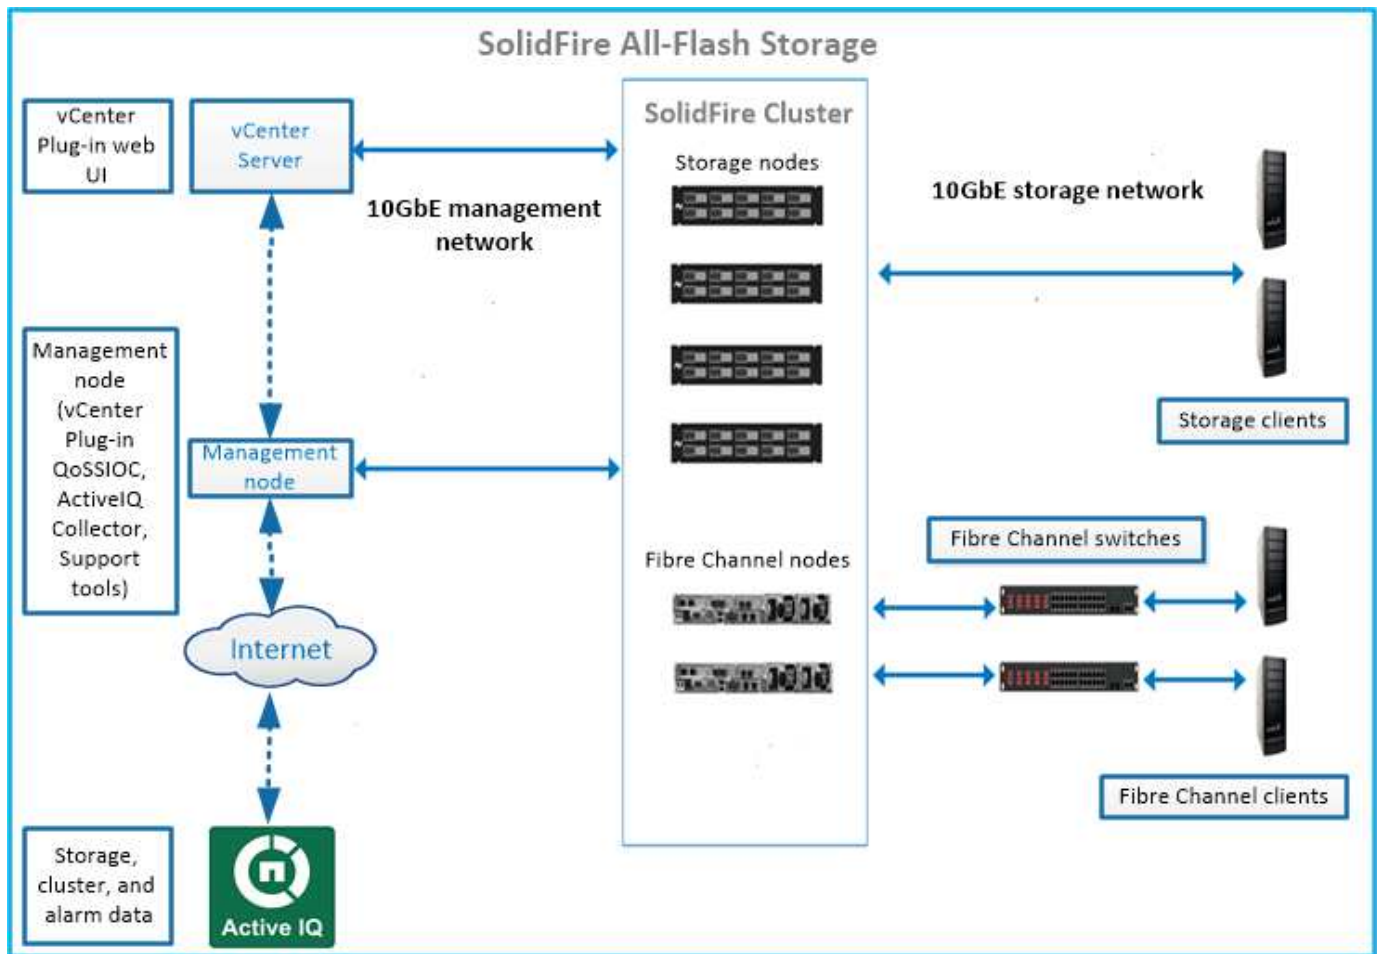 SolidFire All-Flash Storage
vCenter
Plug-in web
UI
vCenter
Server
10GbE management
network
SolidFire Cluster
Storage nodes
10GbE storage network
Storage clients
Management
node
(vCenter
Plug-in
QoSSIOC,
ActiveIQ
Collector,
Support
tools)
Management
node
Fibre Channel nodes
Fibre Channel switches
Internet
Fibre Channel clients
Storage,
cluster, and
alarm data
Active IQ